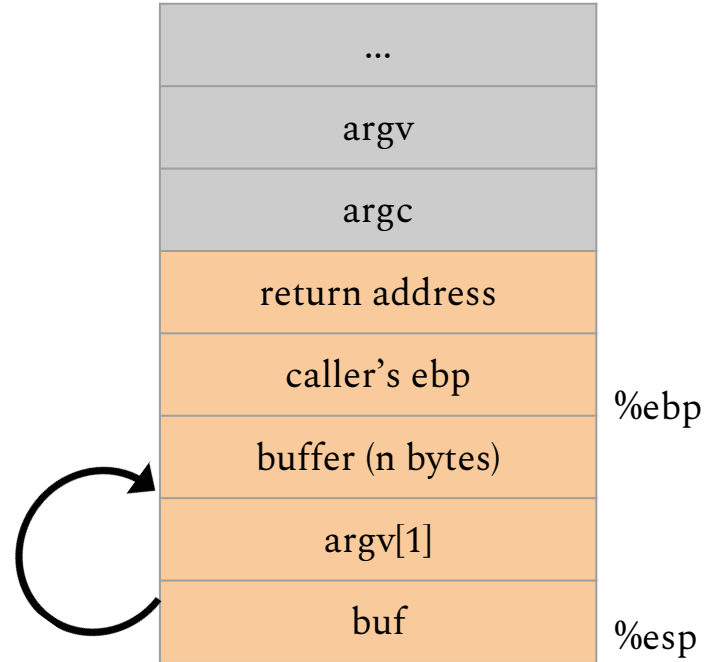 ...
argv
argc
return address
caller’s ebp
%ebp
buffer (n bytes)
argv[1]
buf
%esp